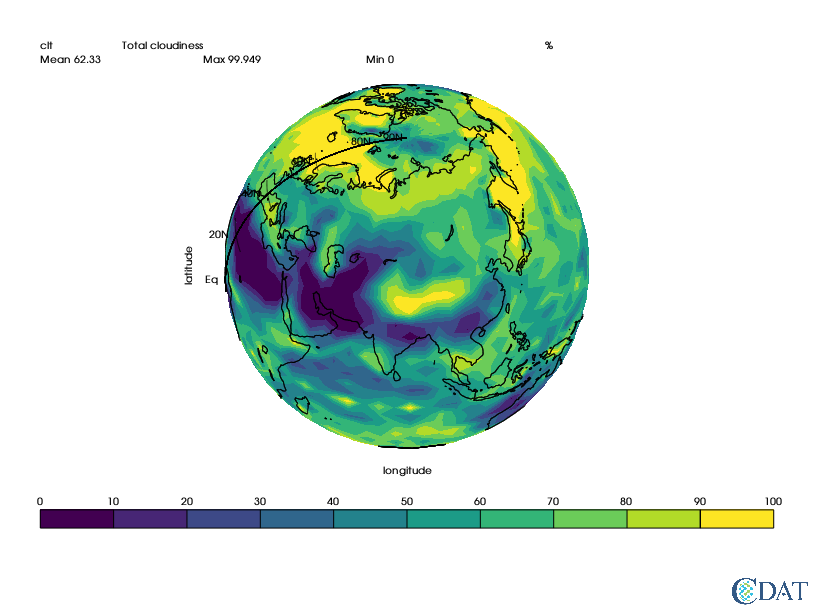 clt Total cloudiness %
Mean 62.33 Max 99.949 Min 0
80N 90N
20N
Eq
latitude
longitude
0 10 20 30 40 50 60 70 80 90 100
CDAT